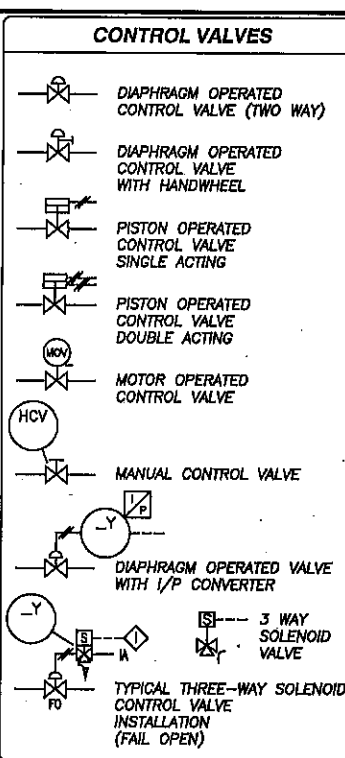 CONTROL VALVES
DIAPHRAGM OPERATED
CONTROL VALVE (TWO WAY)
DIAPHRAGM OPERATED
CONTROL VALVE
WITH HANDWHEEL
PISTON OPERATED
CONTROL VALVE
SINGLE ACTING
PISTON OPERATED
CONTROL VALVE
DOUBLE ACTING
MOV
MOTOR OPERATED
CONTROL VALVE
HCV
MANUAL CONTROL VALVE
I/P
_Y
DIAPHRAGM OPERATED VALVE
WITH I/P CONVERTER
_Y
S
I
IA
FO
S
3 WAY
SOLENOID
VALVE
TYPICAL THREE-WAY SOLENOID
CONTROL VALVE
INSTALLATION
(FAIL OPEN)